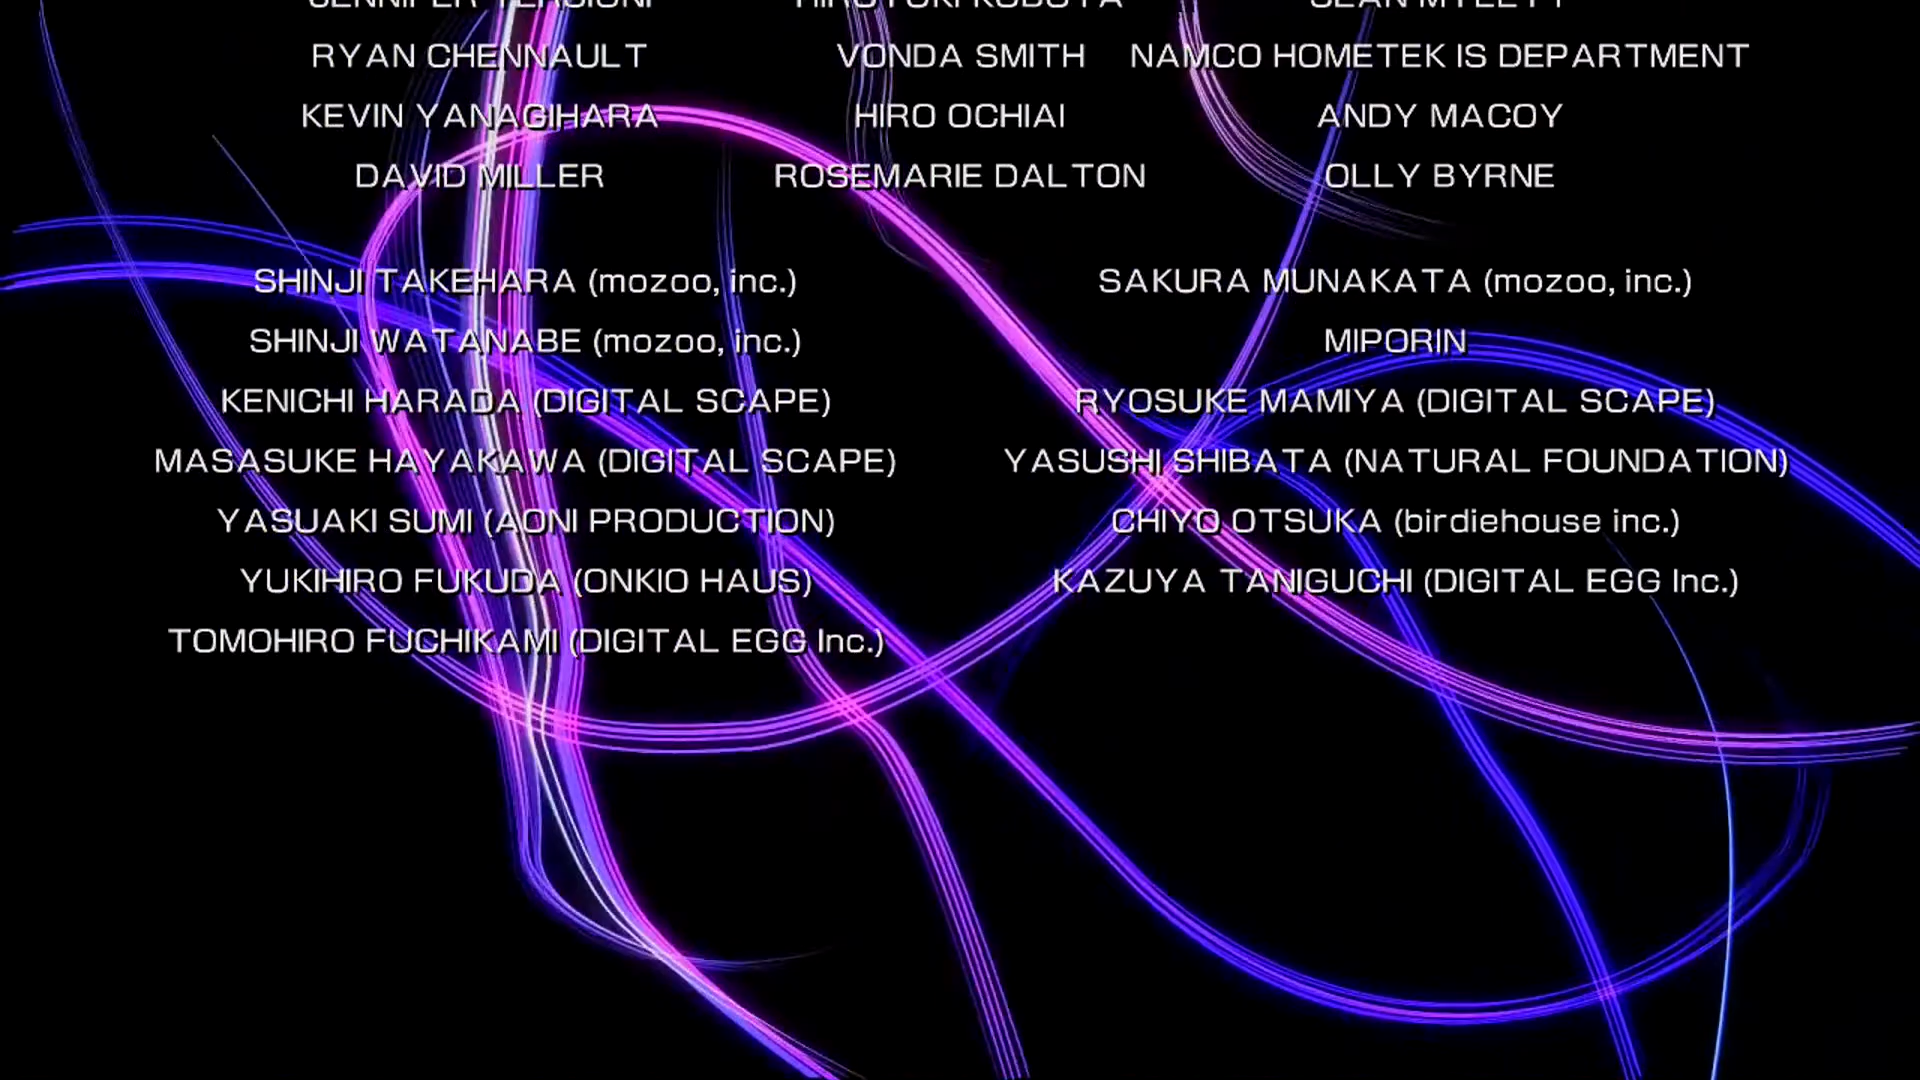 RYAN CHENNAULT VONDA SMITH NAMCO HOMETEK IS DEPARTMENT
KEVIN YANAGIHARA HIRO OCHIAI ANDY MACOY
DAVID MILLER ROSEMARIE DALTON OLLY BYRNE
SHINJI TAKEHARA (mozoo, inc.) SAKURA MUNAKATA (mozoo, inc.)
SHINJI WATANABE (mozoo, inc.) MIPORIN
KENICHI HARADA (DIGITAL SCAPE) RYOSUKE MAMIYA (DIGITAL SCAPE)
MASASUKE HAYAKAWA (DIGITAL SCAPE) YASUSHI SHIBATA (NATURAL FOUNDATION)
YASUAKI SUMI (AONI PRODUCTION) CHIYO OTSUKA (birdiehouse inc.)
YUKIHIRO FUKUDA (ONKIO HAUS) KAZUYA TANIGUCHI (DIGITAL EGG Inc.)
TOMOHIRO FUCHIKAMI (DIGITAL EGG Inc.)